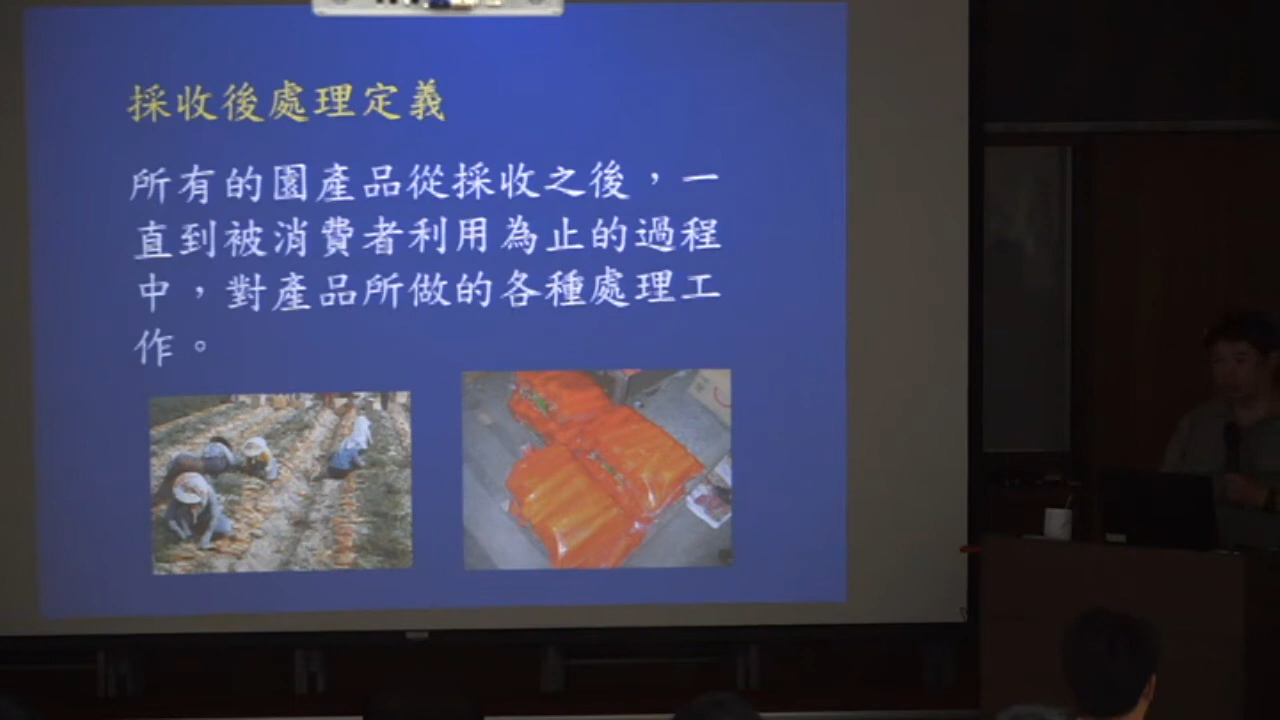 採收後處理定義
所有的園產品從採收之後，一
直到被消費者利用為止的過程
中，對產品所做的各種處理工
作。